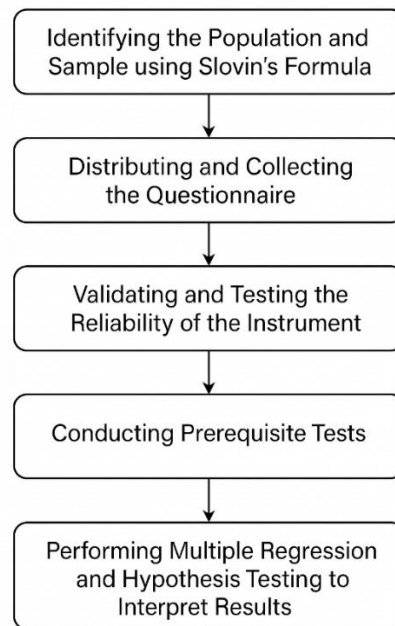 Identifying the Population and
Sample using Slovin's Formula
Distributing and Collecting
the Questionnaire
Validating and Testing the
Reliability of the Instrument
Conducting Prerequisite Tests
Performing Multiple Regression
and Hypothesis Testing to
Interpret Results